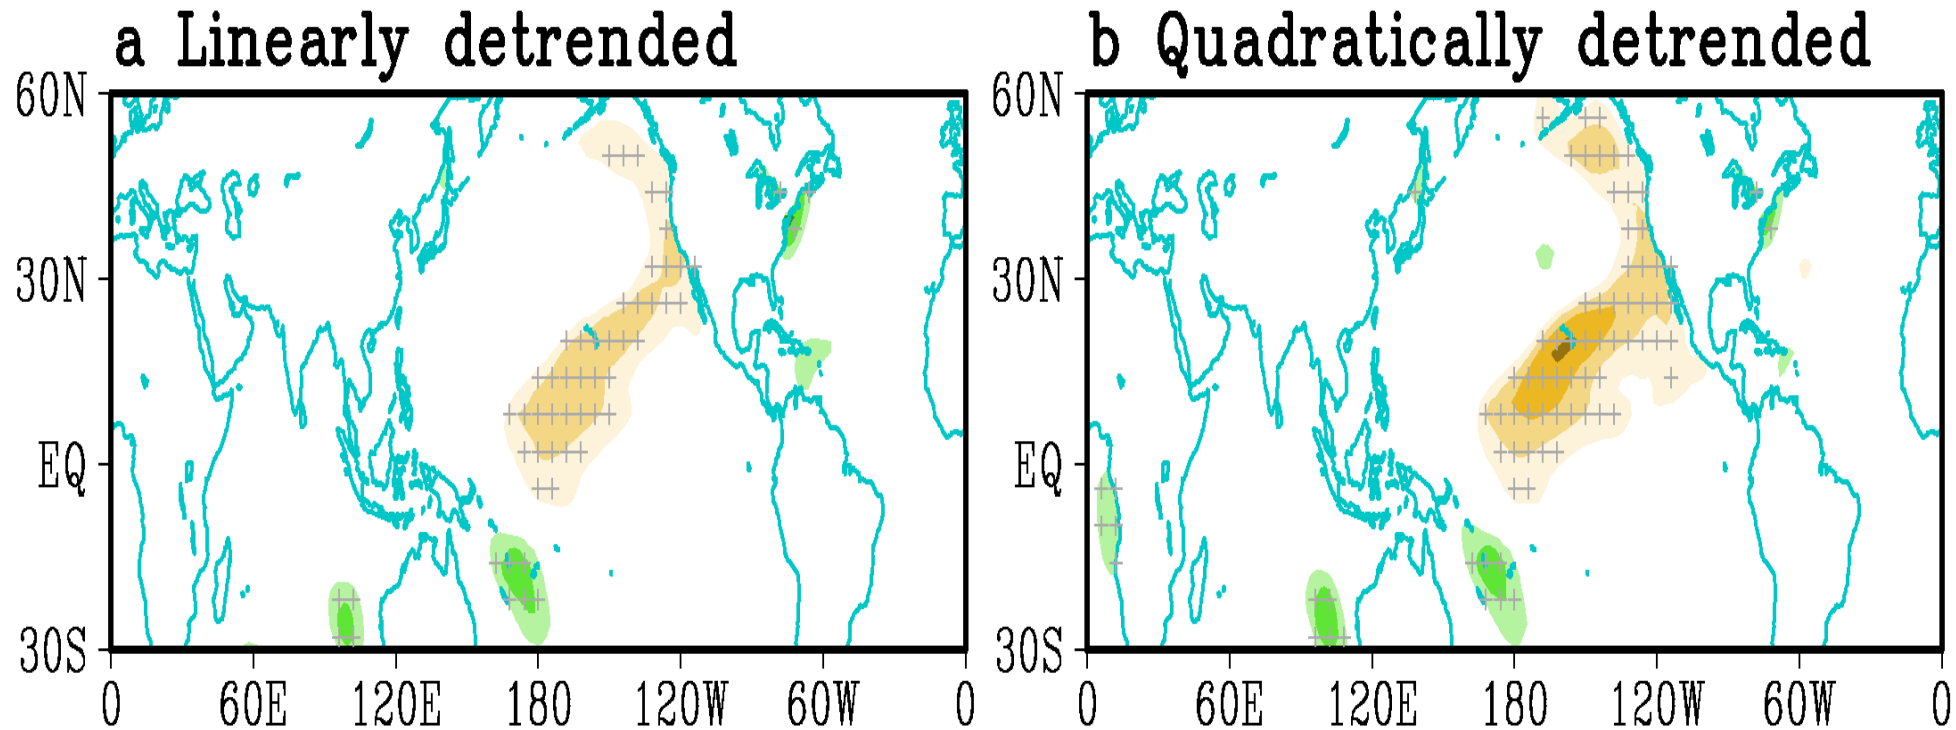 a Linearly detrended
60N
30N
EQ
30S
0 60E 120E 180 120W 60W 0
b Quadratically detrended
60N
30N
EQ
30S
0 60E 120E 180 120W 60W 0